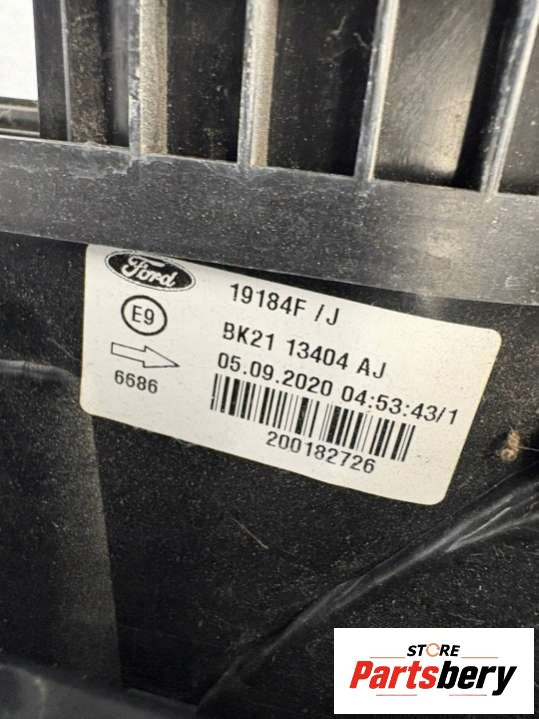 Ford
19184F /J
E9
BK21 13404 AJ
05.09.2020 04:53:43/1
6686
200182726
STORE
Partsbery